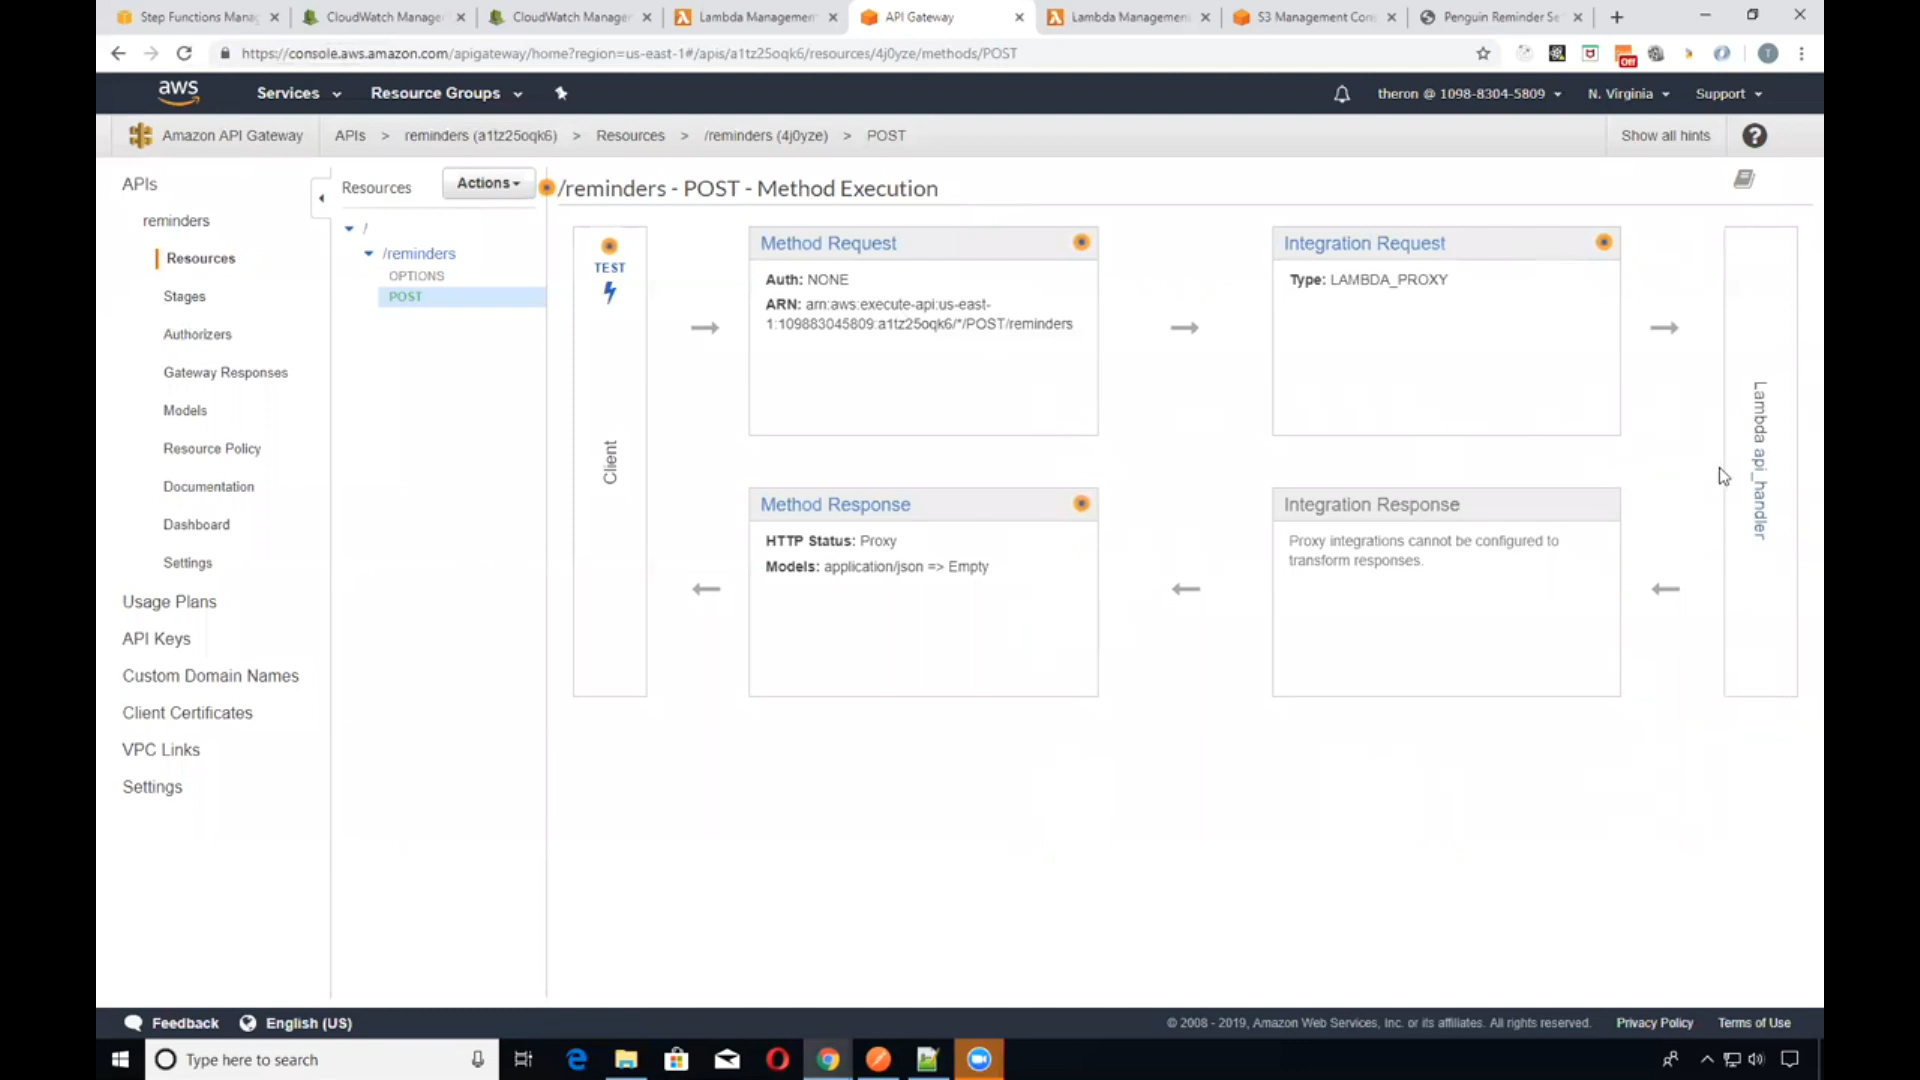 Step Functions Mana
CloudWatch Manage
CloudWatch Manager
Lambda Management
API Gateway
Lambda Management
S3 Management Con
Penguin Reminder Se
https://console.aws.amazon.com/apigateway/home?region=us-east-1#/apis/a1tz25oqk6/resources/4j0yze/methods/POST
Off
T
aws
Services
Resource Groups
theron @ 1098-8304-5809
N. Virginia
Support
Amazon API Gateway
APIs > reminders (a1tz25oqk6) > Resources > /reminders (4j0yze) > POST
Show all hints
?
APIs
reminders
Resources
Stages
Authorizers
Gateway Responses
Models
Resource Policy
Documentation
Dashboard
Settings
Usage Plans
API Keys
Custom Domain Names
Client Certificates
VPC Links
Settings
Resources
Actions
/
/reminders
OPTIONS
POST
/reminders - POST - Method Execution
TEST
Client
Method Request
Auth: NONE
ARN: arn:aws:execute-api:us-east-
1:109883045809:a1tz25oqk6/*/POST/reminders
Integration Request
Type: LAMBDA_PROXY
Lambda api_handler
Method Response
HTTP Status: Proxy
Models: application/json => Empty
Integration Response
Proxy integrations cannot be configured to
transform responses.
Feedback
English (US)
© 2008 - 2019, Amazon Web Services, Inc. or its affiliates. All rights reserved.
Privacy Policy
Terms of Use
Type here to search